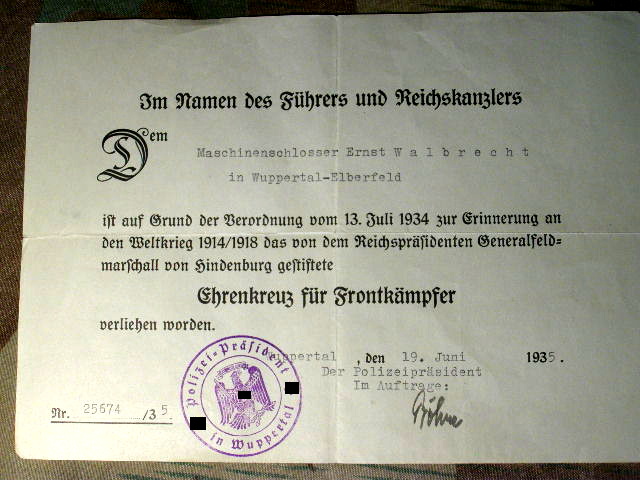 Im Namen des Führers und Reichskanzlers
Dem
Maschinenschlosser Ernst Walbrecht
in Wuppertal-Elberfeld
ist auf Grund der Verordnung vom 13. Juli 1934 zur Erinnerung an
den Weltkrieg 1914/1918 das von dem Reichspräsidenten Generalfeld-
marschall von Hindenburg gestiftete
Ehrenkreuz für Frontkämpfer
verliehen worden.
Wuppertal, den 19. Juni 1935.
Der Polizeipräsident
Im Auftrage:
Nr. 25674/35.
Polizei-Präsident
in Wuppertal